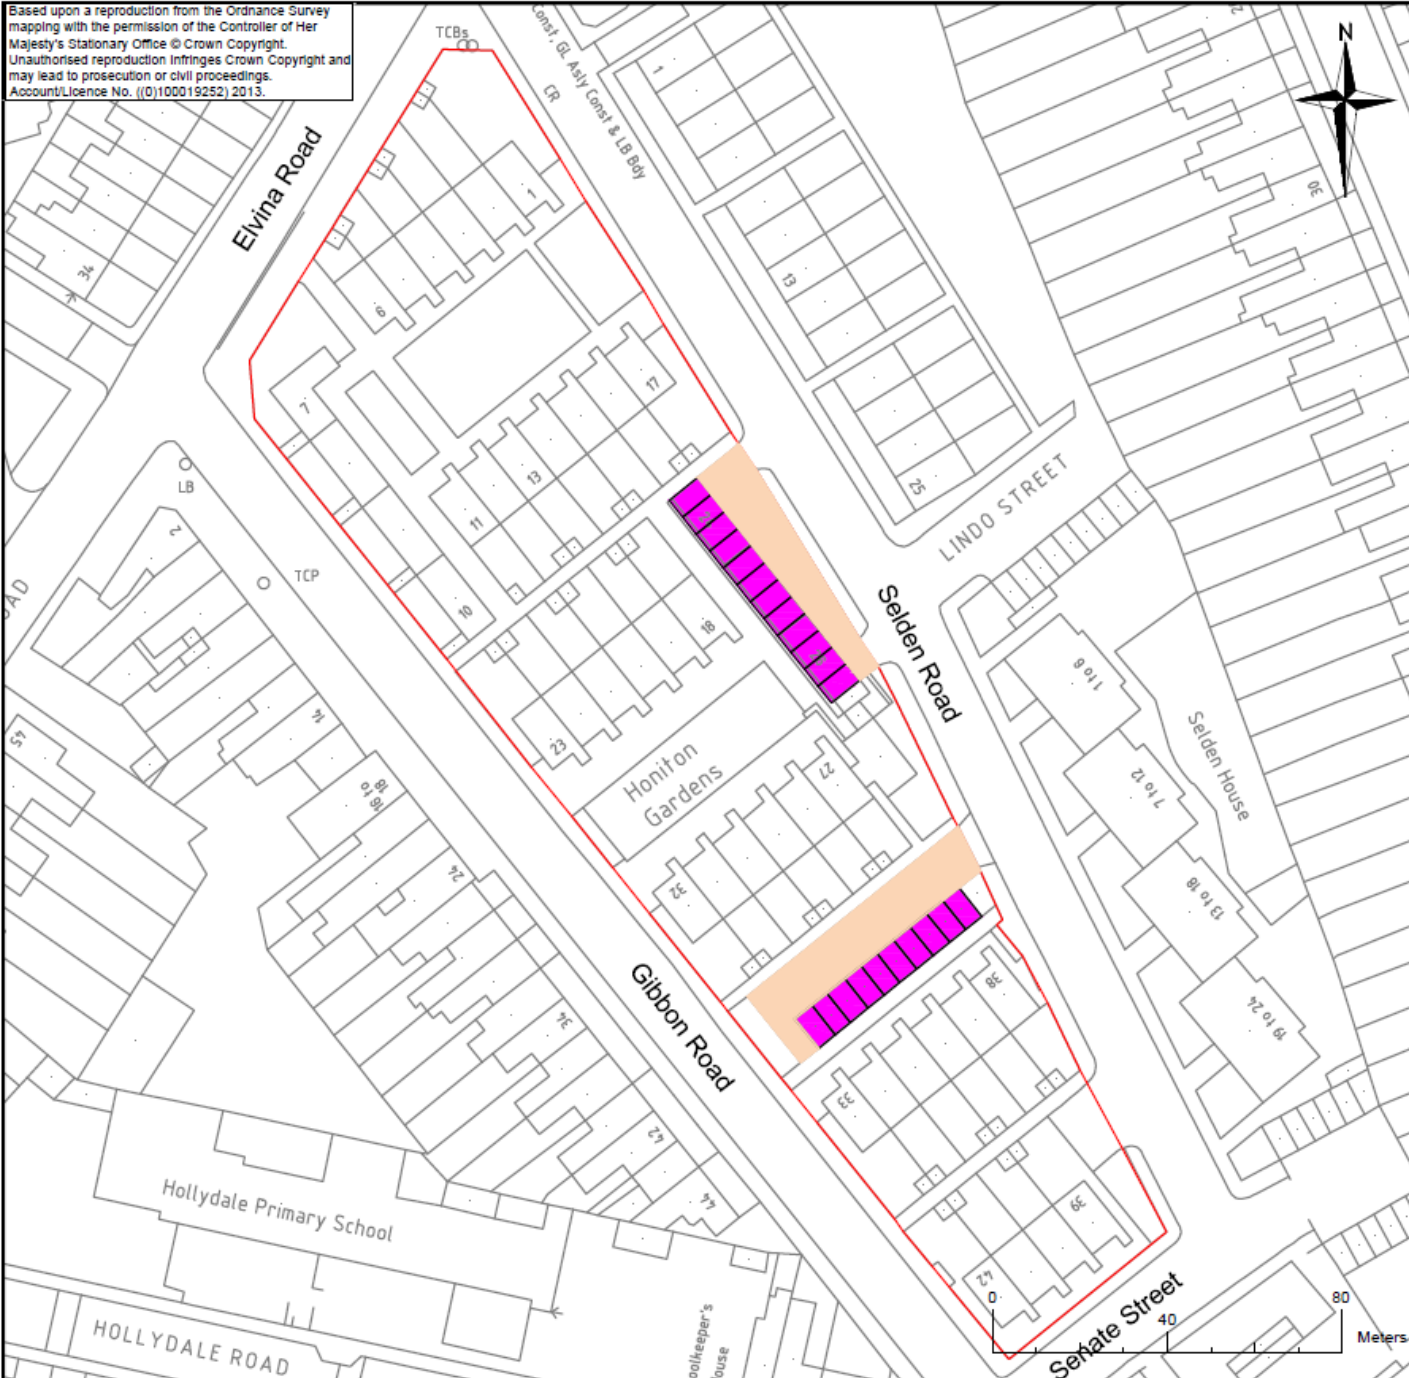 Based upon a reproduction from the Ordnance Survey
mapping with the permission of the Controller of Her
Majesty's Stationary Office © Crown Copyright.
Unauthorised reproduction infringes Crown Copyright and
may lead to prosecution or civil proceedings.
Account/Licence No. ((0)100019252) 2013.
TCBs
Const, GL Asly Const & LB Bdy
CR
N
Elvina Road
1
1
13
25
30
34
6
7
17
13
11
10
LB
2
TCP
LINDO STREET
Selden Road
18
23
Honiton
Gardens
27
32
14
16 to
18
24
45
34
42
44
1 to 6
7 to 12
13 to 18
19 to 24
Selden House
Gibbon Road
38
33
39
42
Hollydale Primary School
HOLLYDALE ROAD
Senate Street
0
40
80
Meters